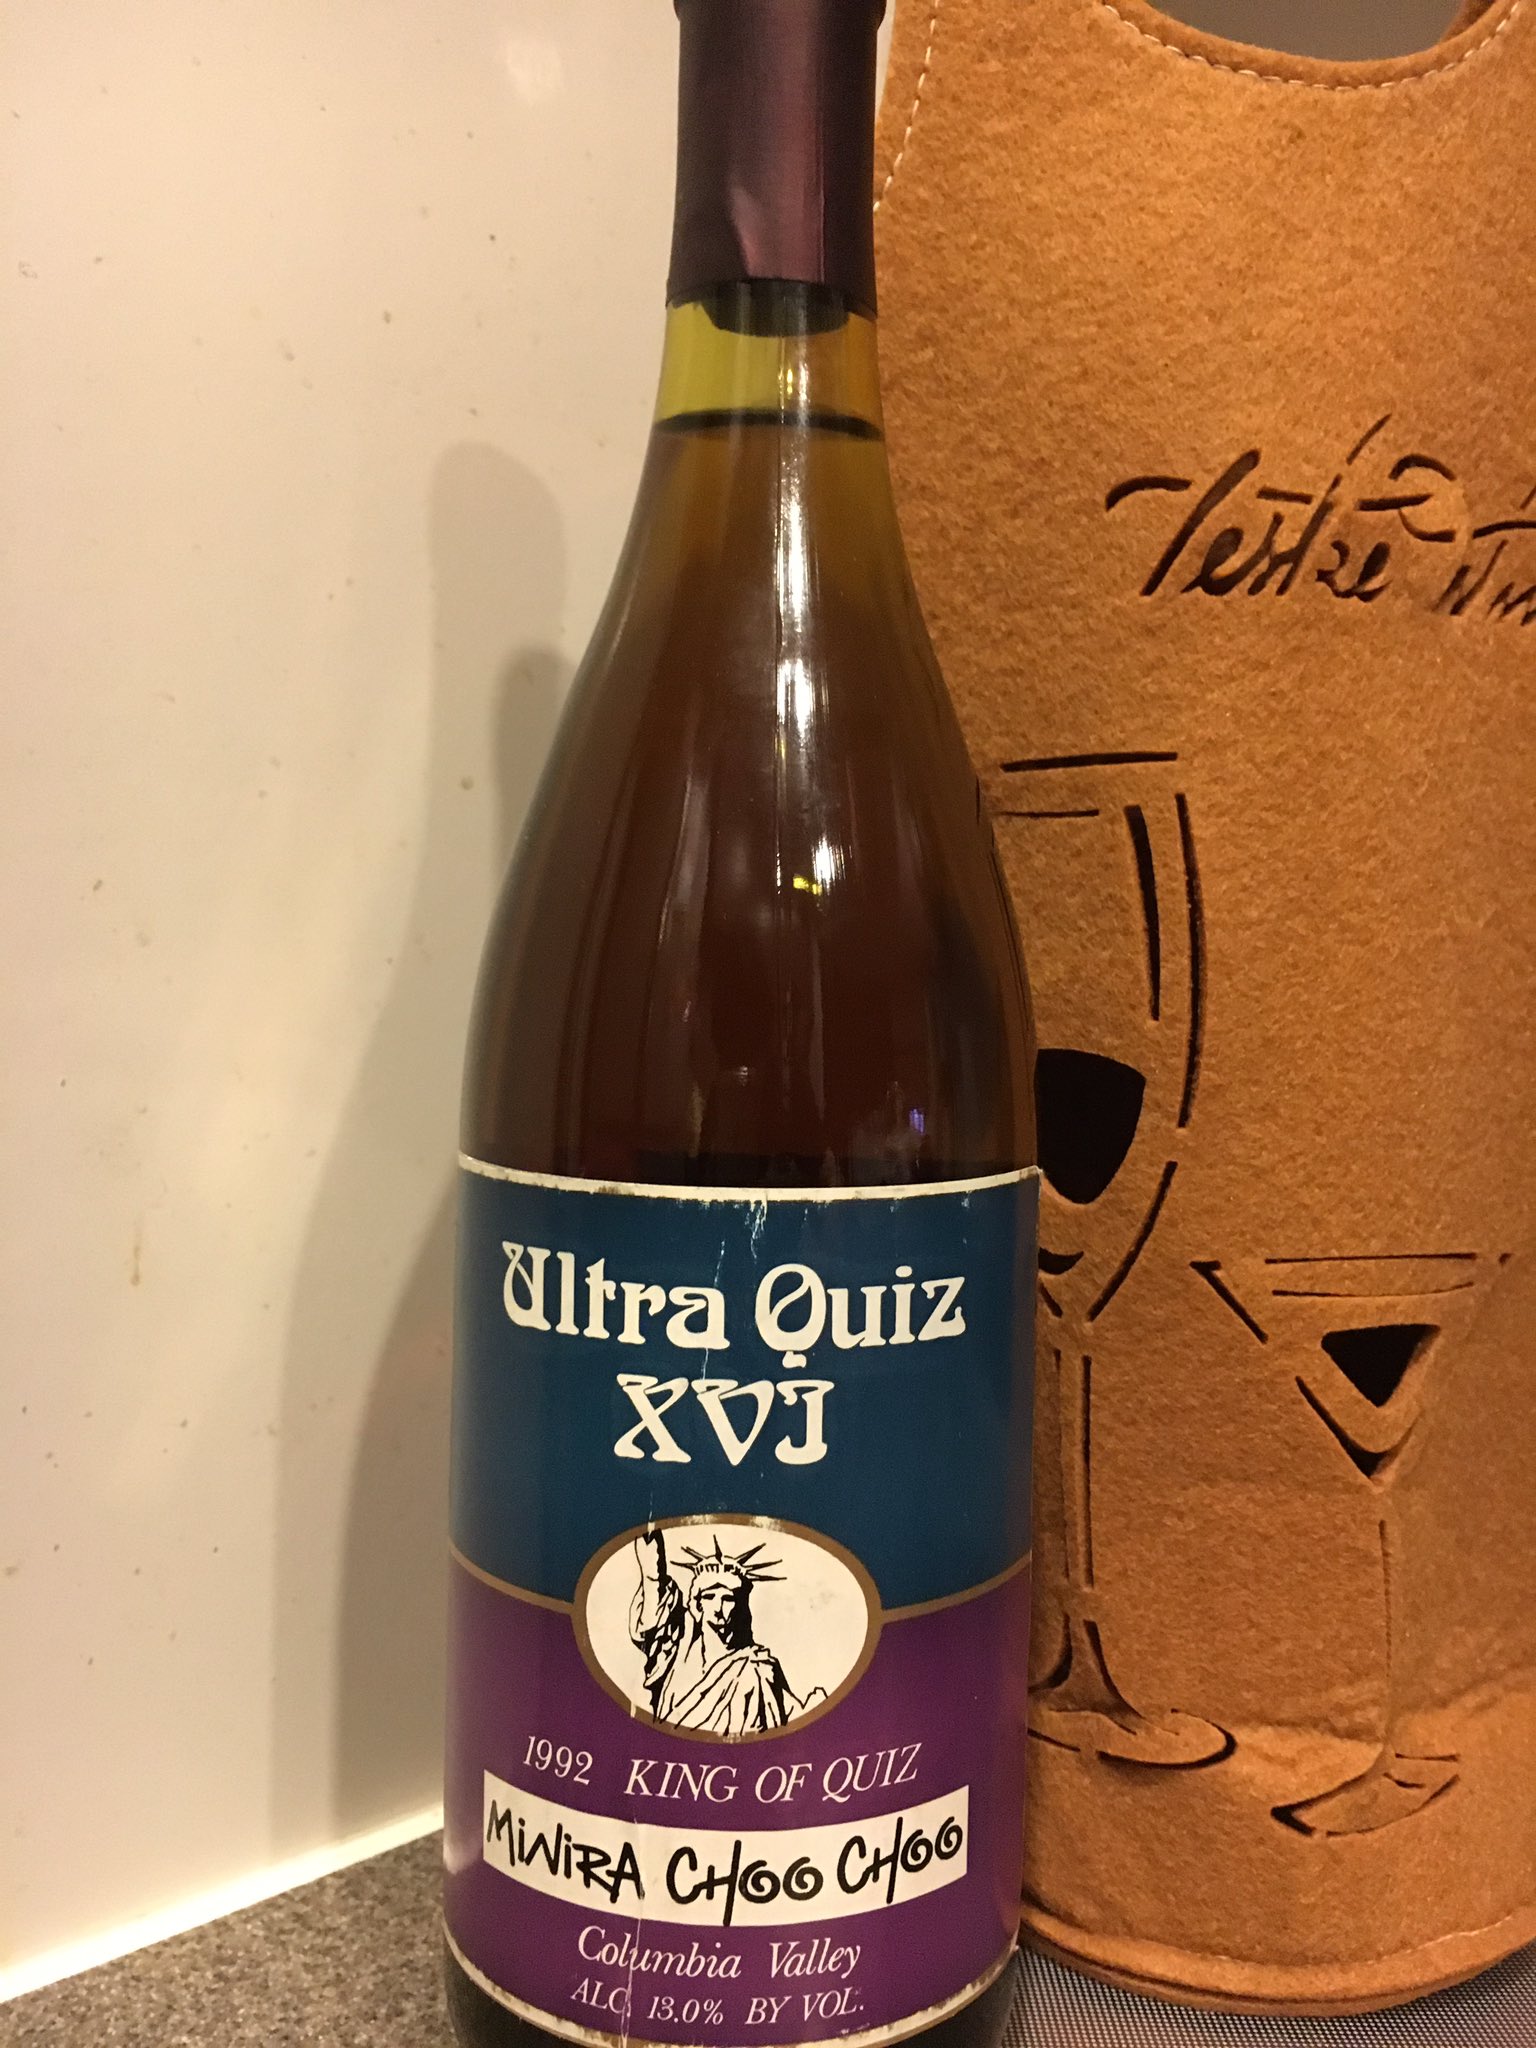 Ultra Quiz
XVI
1992 KING OF QUIZ
MiNiRA CHOO CHOO
Columbia Valley
ALC. 13.0% BY VOL.